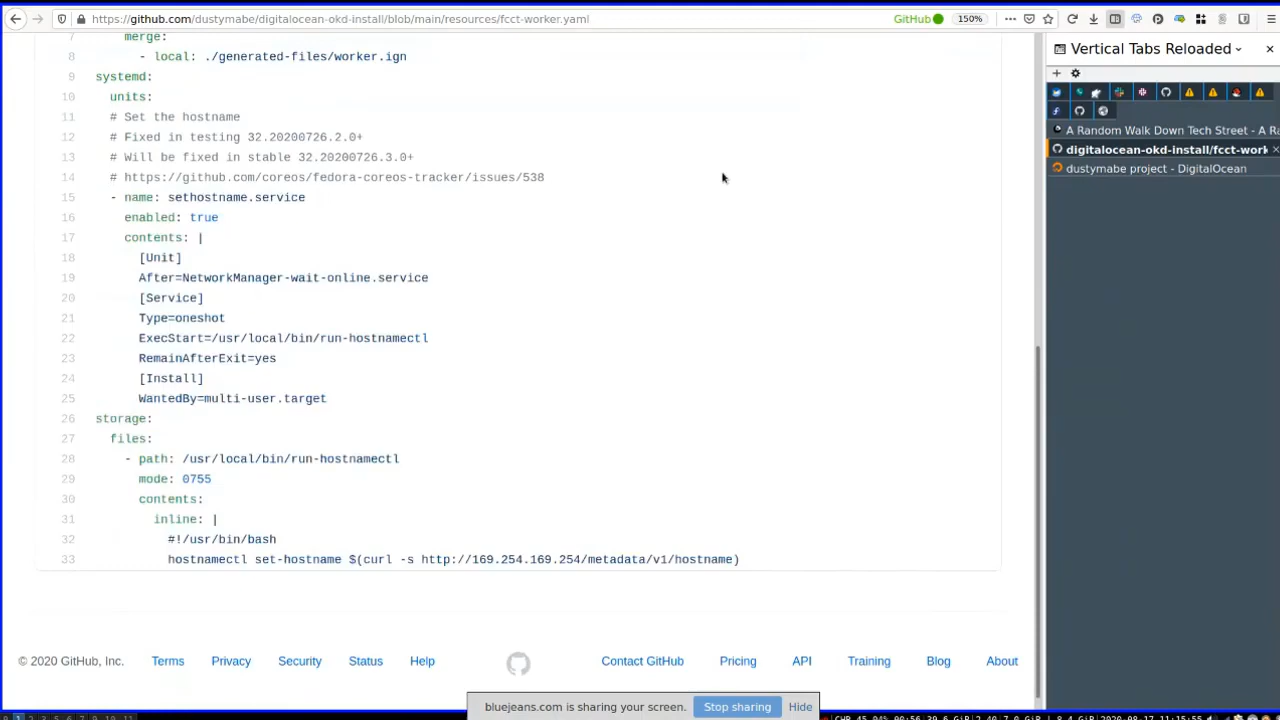 https://github.com/dustymabe/digitalocean-okd-install/blob/main/resources/fcct-worker.yaml
GitHub
150%
Vertical Tabs Reloaded
A Random Walk Down Tech Street - A Ra
digitalocean-okd-install/fcct-work
dustymabe project - DigitalOcean
7 merge:
8 - local: ./generated-files/worker.ign
9 systemd:
10 units:
11 # Set the hostname
12 # Fixed in testing 32.20200726.2.0+
13 # Will be fixed in stable 32.20200726.3.0+
14 # https://github.com/coreos/fedora-coreos-tracker/issues/538
15 - name: sethostname.service
16 enabled: true
17 contents: |
18 [Unit]
19 After=NetworkManager-wait-online.service
20 [Service]
21 Type=oneshot
22 ExecStart=/usr/local/bin/run-hostnamectl
23 RemainAfterExit=yes
24 [Install]
25 WantedBy=multi-user.target
26 storage:
27 files:
28 - path: /usr/local/bin/run-hostnamectl
29 mode: 0755
30 contents:
31 inline: |
32 #!/usr/bin/bash
33 hostnamectl set-hostname $(curl -s http://169.254.169.254/metadata/v1/hostname)
© 2020 GitHub, Inc. Terms Privacy Security Status Help Contact GitHub Pricing API Training Blog About
bluejeans.com is sharing your screen. Stop sharing Hide